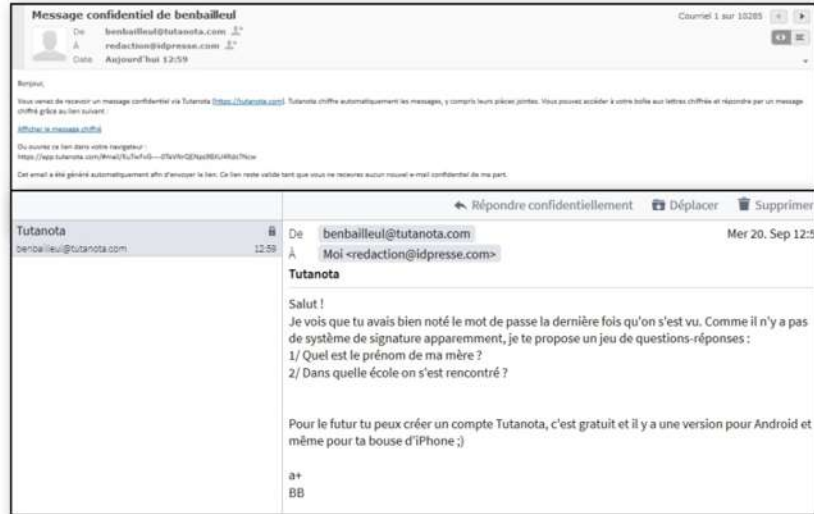 Message confidentiel de benbailleul
Courriel 1 sur 10285
De benbailleul@tutanota.com
À redaction@idpresse.com
Date Aujourd'hui 12:59
Bonjour,
Vous venez de recevoir un message confidentiel via Tutanota (https://tutanota.com). Tutanota chiffre automatiquement les messages, y compris leurs pièces jointes. Vous pouvez accéder à votre boîte aux lettres chiffrée et répondre par un message
chiffré grâce au lien suivant :
Afficher le message chiffré
Ou ouvrez ce lien dans votre navigateur :
Cet email a été généré automatiquement afin d'envoyer le lien. Ce lien reste valide tant que vous ne recevrez aucun nouvel e-mail confidentiel de ma part.
Répondre confidentiellement Déplacer Supprimer
Tutanota
benbailleul@tutanota.com 12:59
De benbailleul@tutanota.com Mer 20. Sep 12:5
À Moi <redaction@idpresse.com>
Tutanota
Salut !
Je vois que tu avais bien noté le mot de passe la dernière fois qu'on s'est vu. Comme il n'y a pas
de système de signature apparemment, je te propose un jeu de questions-réponses :
1/ Quel est le prénom de ma mère ?
2/ Dans quelle école on s'est rencontré ?
Pour le futur tu peux créer un compte Tutanota, c'est gratuit et il y a une version pour Android et
même pour ta bouse d'iPhone ;)
a+
BB